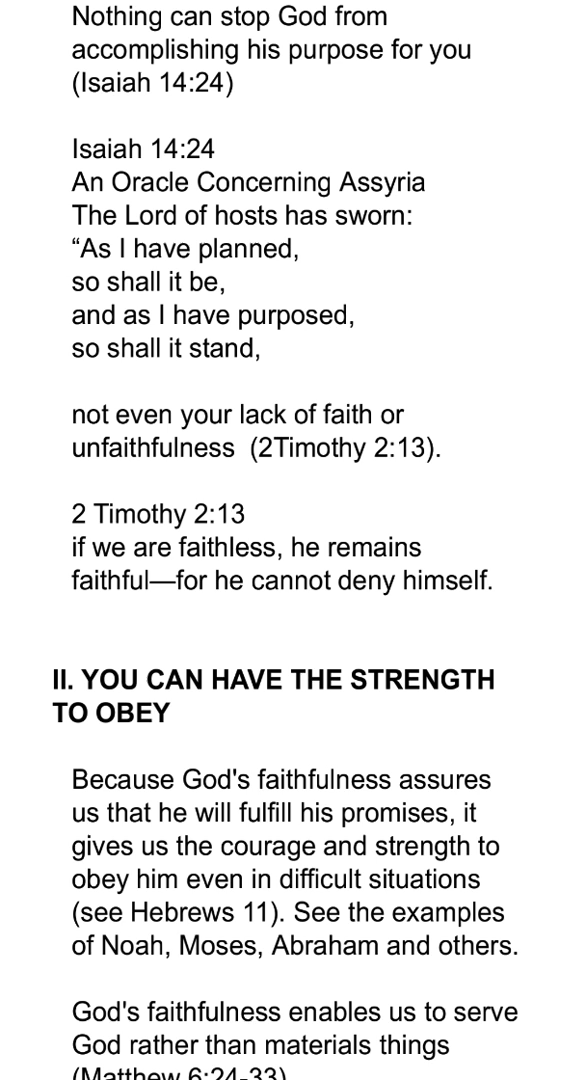 Nothing can stop God from
accomplishing his purpose for you
(Isaiah 14:24)
Isaiah 14:24
An Oracle Concerning Assyria
The Lord of hosts has sworn:
“As I have planned,
so shall it be,
and as I have purposed,
so shall it stand,
not even your lack of faith or
unfaithfulness  (2Timothy 2:13).
2 Timothy 2:13
if we are faithless, he remains
faithful—for he cannot deny himself.
II. YOU CAN HAVE THE STRENGTH
TO OBEY
Because God's faithfulness assures
us that he will fulfill his promises, it
gives us the courage and strength to
obey him even in difficult situations
(see Hebrews 11). See the examples
of Noah, Moses, Abraham and others.
God's faithfulness enables us to serve
God rather than materials things
(Matthew 6:24-33)